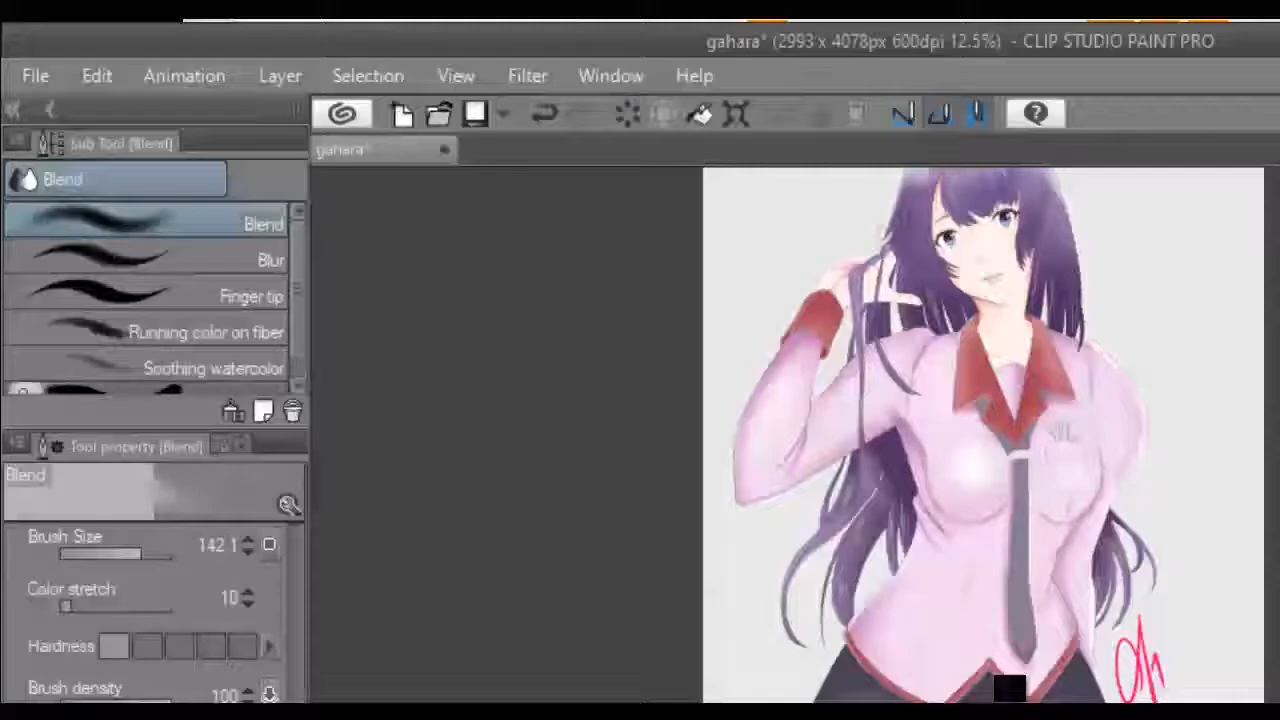 gahara* (2993 x 4078px 600dpi 12.5%) - CLIP STUDIO PAINT PRO
File Edit Animation Layer Selection View Filter Window Help
Sub Tool [Blend]
gahara*
Blend
Blend
Blur
Finger tip
Running color on fiber
Soothing watercolor
Tool property [Blend]
Blend
Brush Size 142.1
Color stretch 10
Hardness
Brush density 100